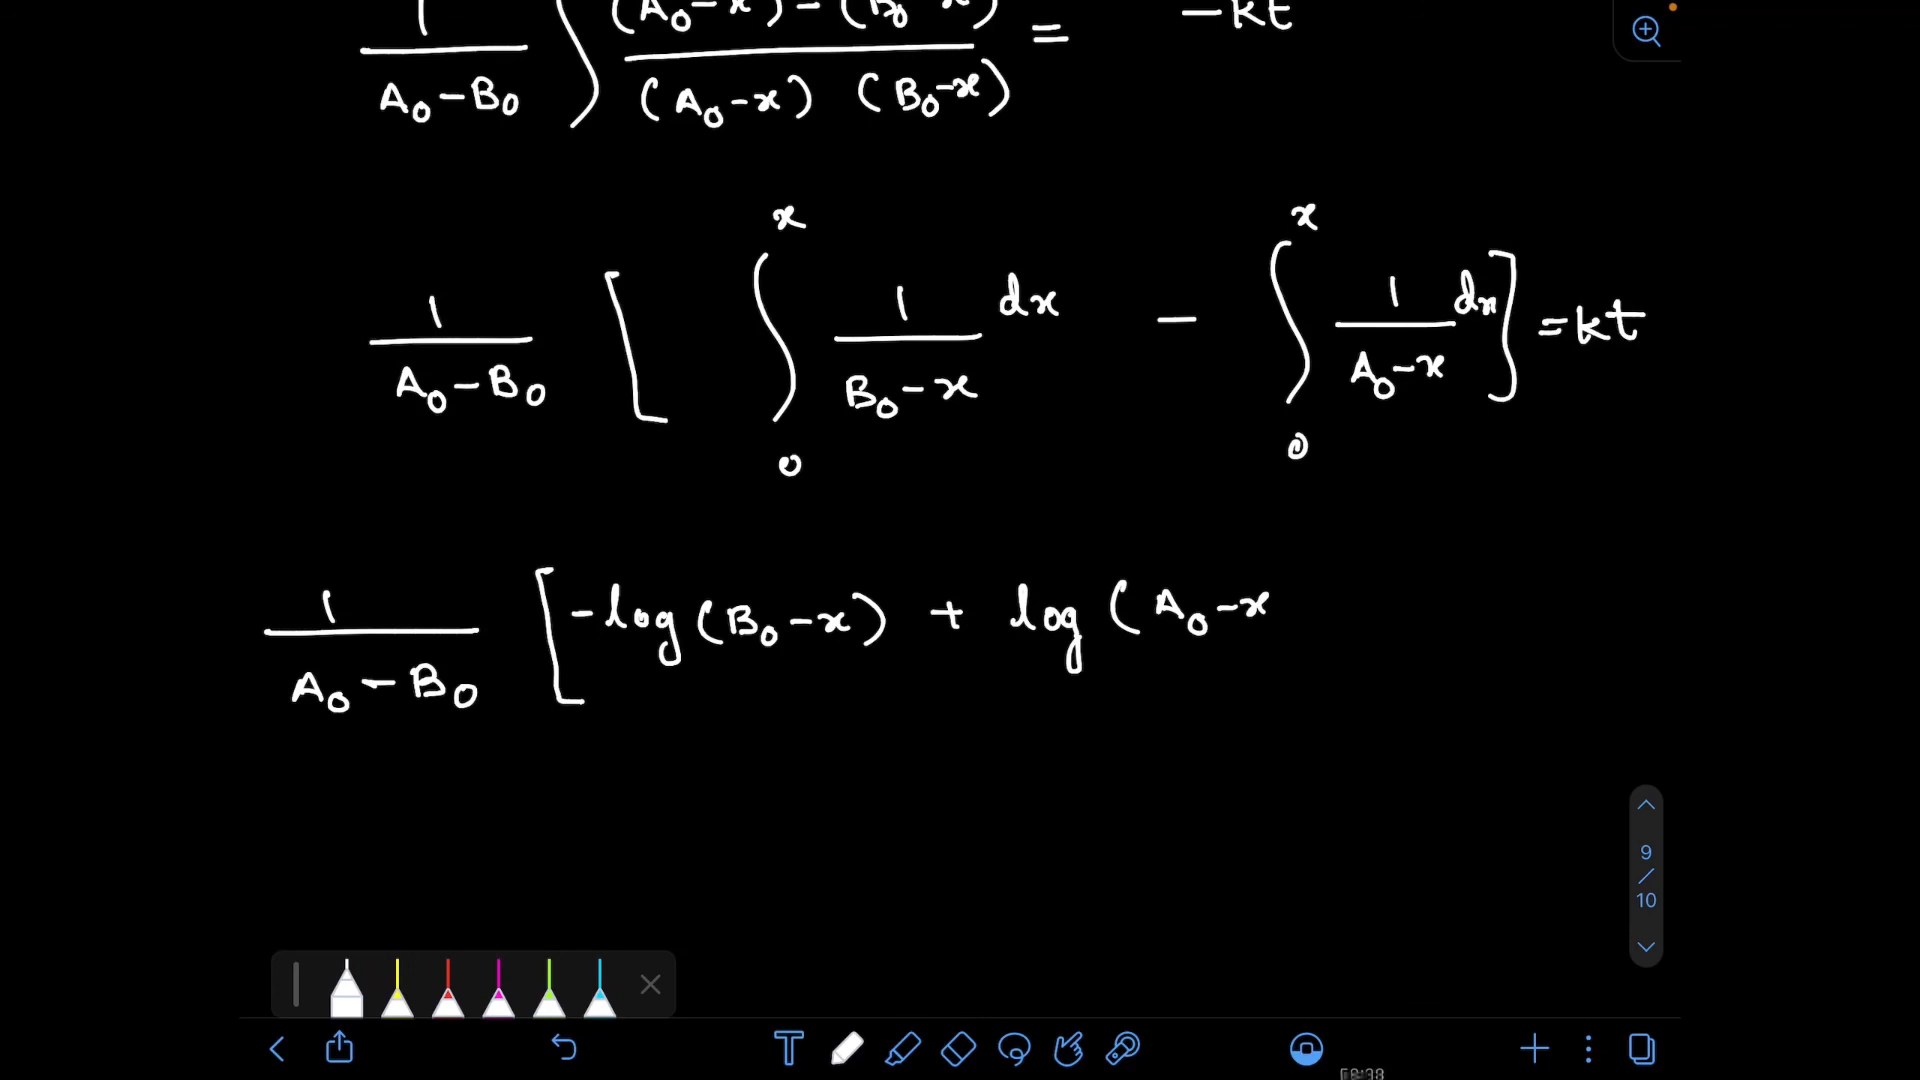 1/(A₀-B₀) ∫ ((A₀-x)-(B₀-x))/((A₀-x)(B₀-x)) = -kt
1/(A₀-B₀) [ ∫₀ˣ 1/(B₀-x) dx - ∫₀ˣ 1/(A₀-x) dx ] = kt
1/(A₀-B₀) [ -log(B₀-x) + log(A₀-x
9
/
10
T